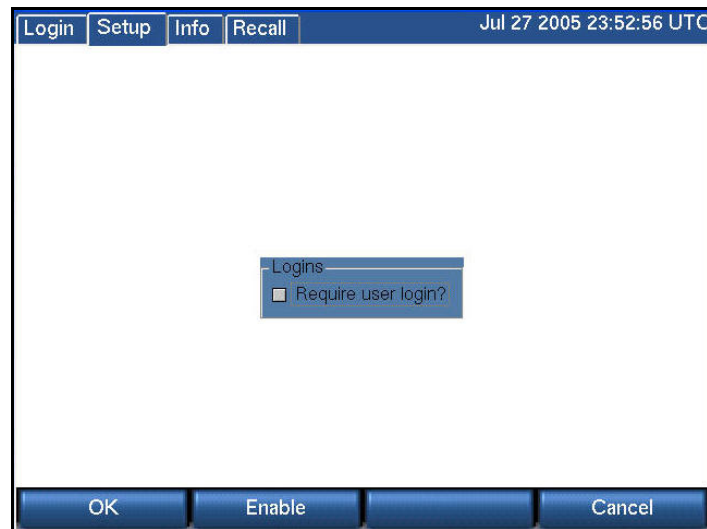 Login Setup Info Recall Jul 27 2005 23:52:56 UTC
Logins
Require user login?
OK Enable Cancel